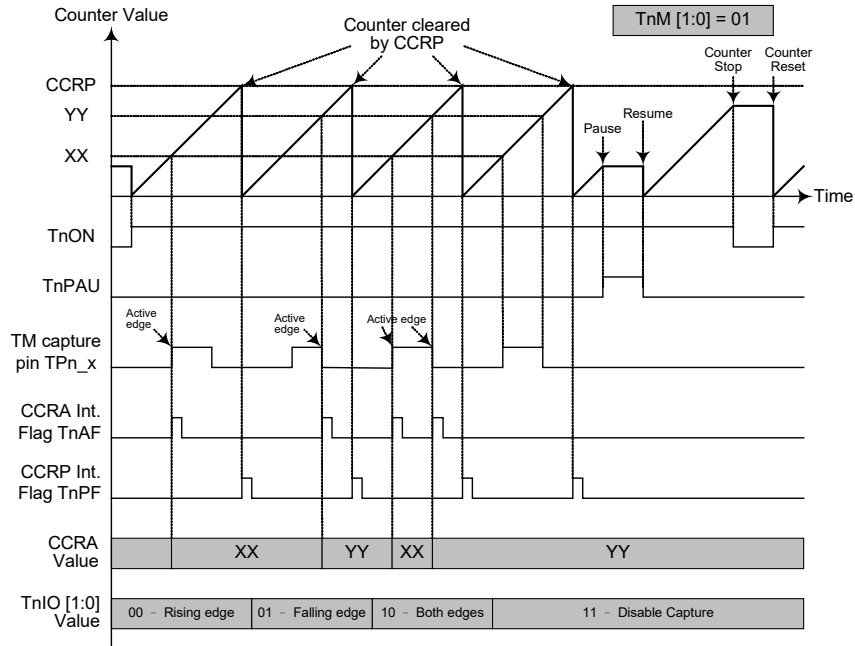 Counter Value
TnM [1:0] = 01
Counter cleared
by CCRP
Counter
Stop
Counter
Reset
CCRP
YY
XX
Pause
Resume
Time
TnON
TnPAU
Active
edge
Active
edge
Active edge
TM capture
pin TPn_x
CCRA Int.
Flag TnAF
CCRP Int.
Flag TnPF
CCRA
Value
XX
YY
XX
YY
TnIO [1:0]
Value
00 - Rising edge
01 - Falling edge
10 - Both edges
11 - Disable Capture